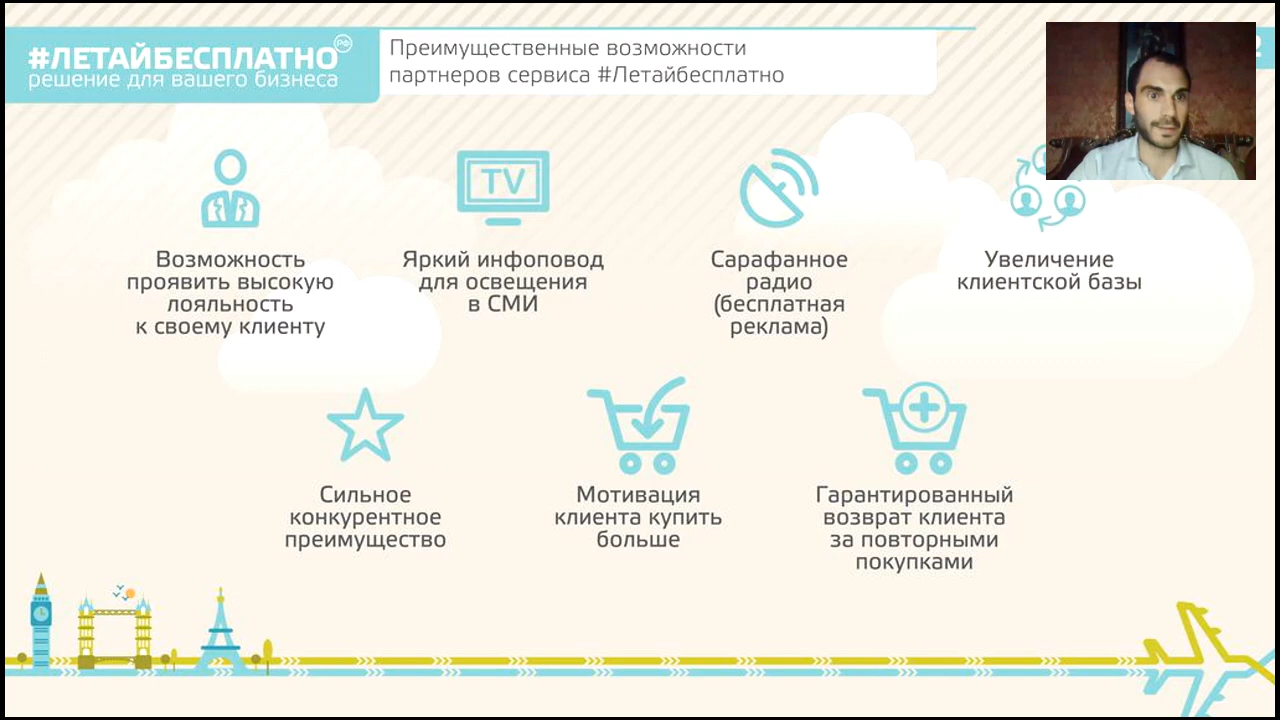 #ЛЕТАЙБЕСПЛАТНО
РФ
решение для вашего бизнеса
Преимущественные возможности
партнеров сервиса #Летайбесплатно
2
TV
Возможность
проявить высокую
лояльность
к своему клиенту
Яркий инфоповод
для освещения
в СМИ
Сарафанное
радио
(бесплатная
реклама)
Увеличение
клиентской базы
Сильное
конкурентное
преимущество
Мотивация
клиента купить
больше
Гарантированный
возврат клиента
за повторными
покупками